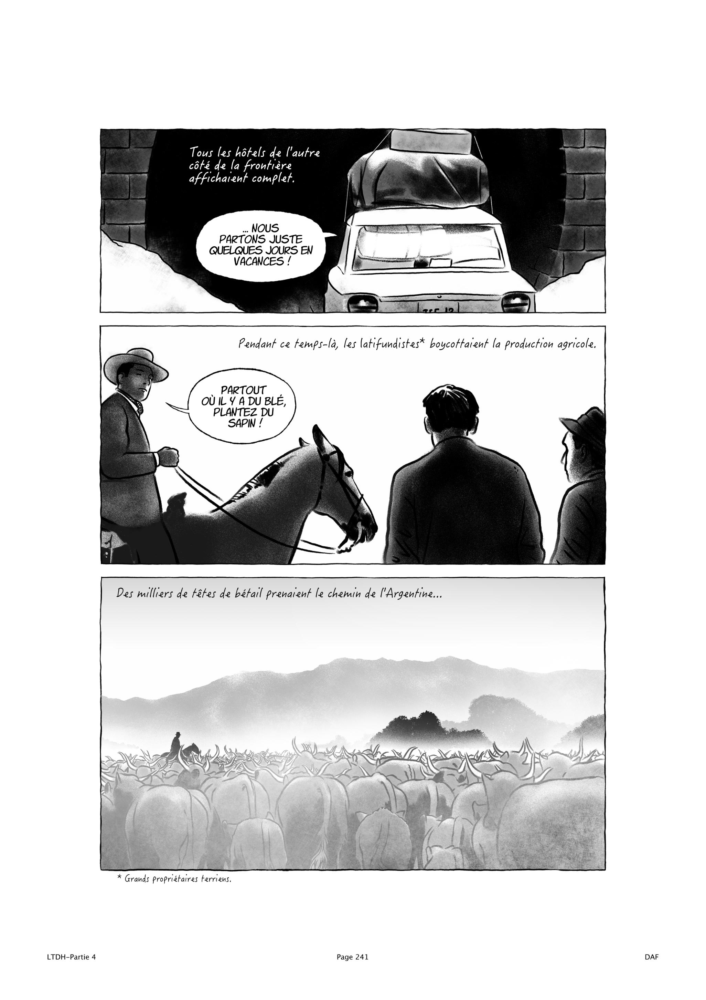 Tous les hôtels de l'autre
côté de la frontière
affichaient complet.
... NOUS
PARTONS JUSTE
QUELQUES JOURS EN
VACANCES !
Pendant ce temps-là, les latifundistes* boycottaient la production agricole.
PARTOUT
OÙ IL Y A DU BLÉ,
PLANTEZ DU
SAPIN !
Des milliers de têtes de bétail prenaient le chemin de l'Argentine...
* Grands propriétaires terriens.
LTDH-Partie 4
Page 241
DAF